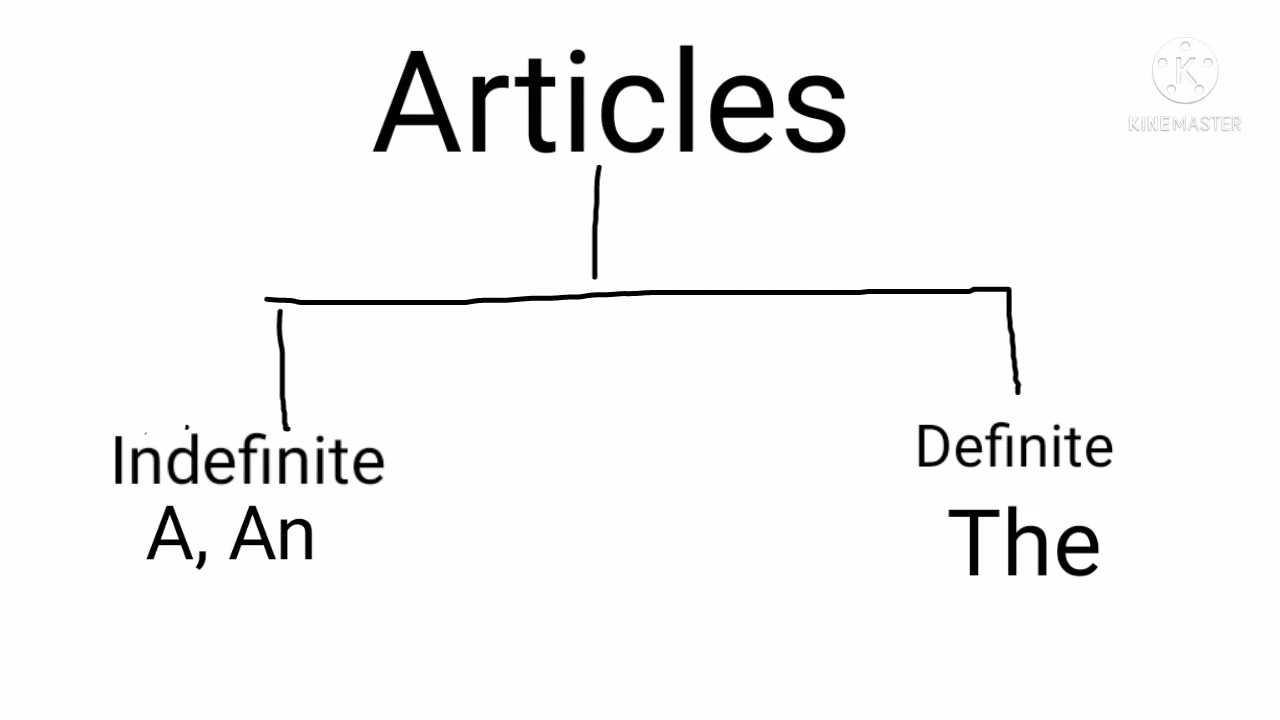 Articles
K
KINEMASTER
Indefinite
A, An
Definite
The